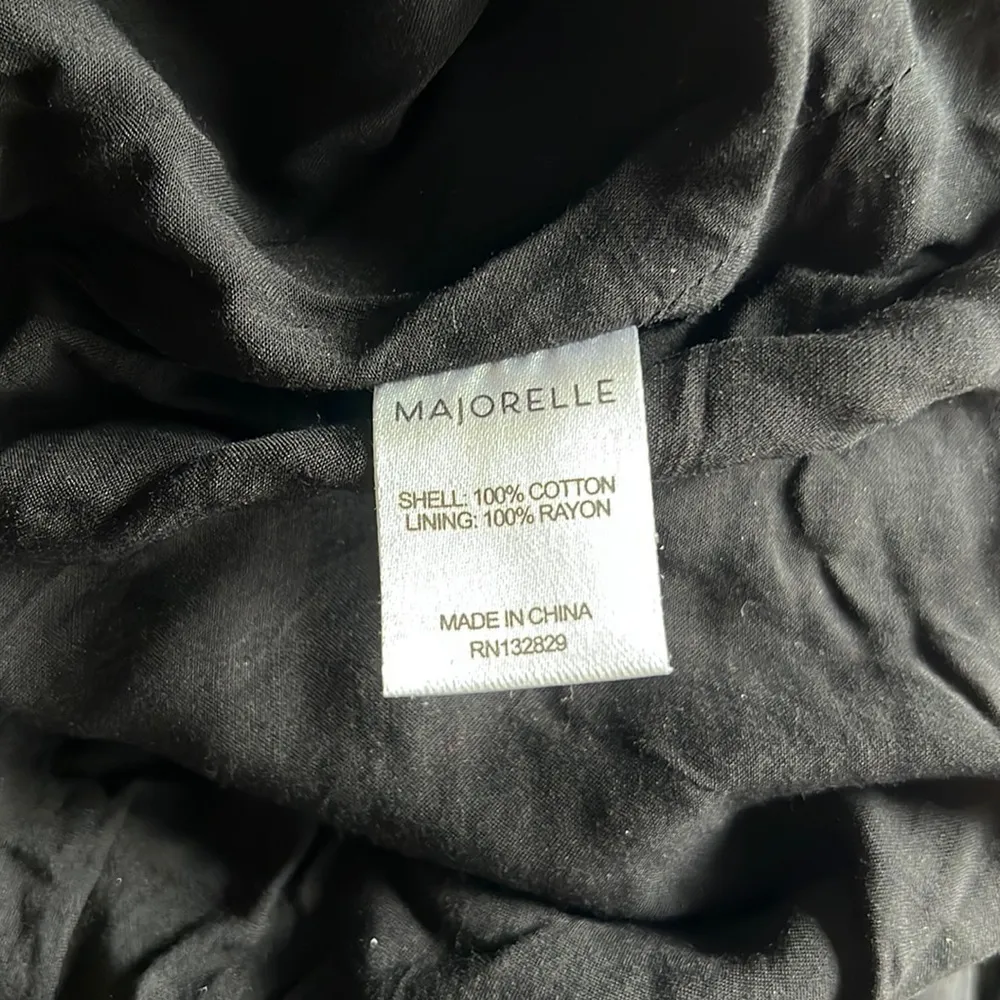 MAJORELLE
SHELL: 100% COTTON
LINING: 100% RAYON
MADE IN CHINA
RN132829